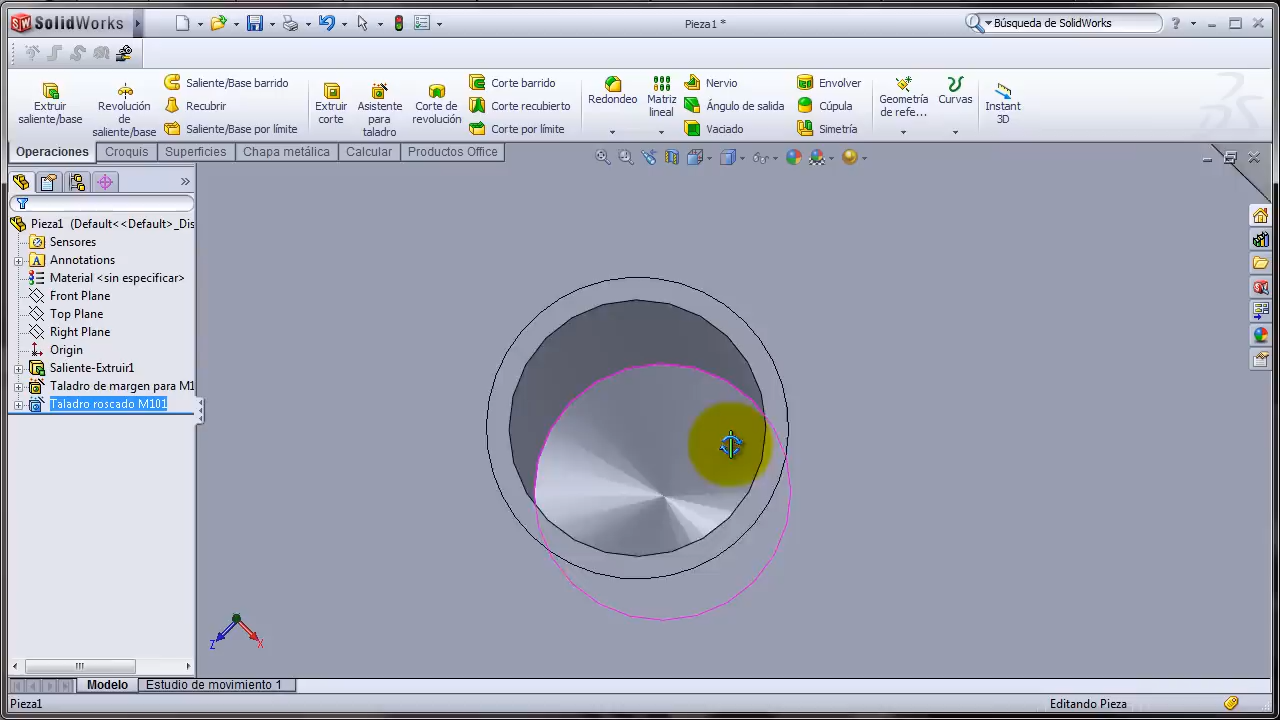 SolidWorks
Pieza1 *
Búsqueda de SolidWorks
Extruir
saliente/base
Revolución
de
saliente/base
Saliente/Base barrido
Recubrir
Saliente/Base por límite
Extruir
corte
Asistente
para
taladro
Corte de
revolución
Corte barrido
Corte recubierto
Corte por límite
Redondeo
Matriz
lineal
Nervio
Ángulo de salida
Vaciado
Envolver
Cúpula
Simetría
Geometría
de refe...
Curvas
Instant
3D
Operaciones
Croquis
Superficies
Chapa metálica
Calcular
Productos Office
Pieza1 (Default<<Default>_Dis
Sensores
Annotations
Material <sin especificar>
Front Plane
Top Plane
Right Plane
Origin
Saliente-Extruir1
Taladro de margen para M1
Taladro roscado M101
Z
X
Modelo
Estudio de movimiento 1
Pieza1
Editando Pieza